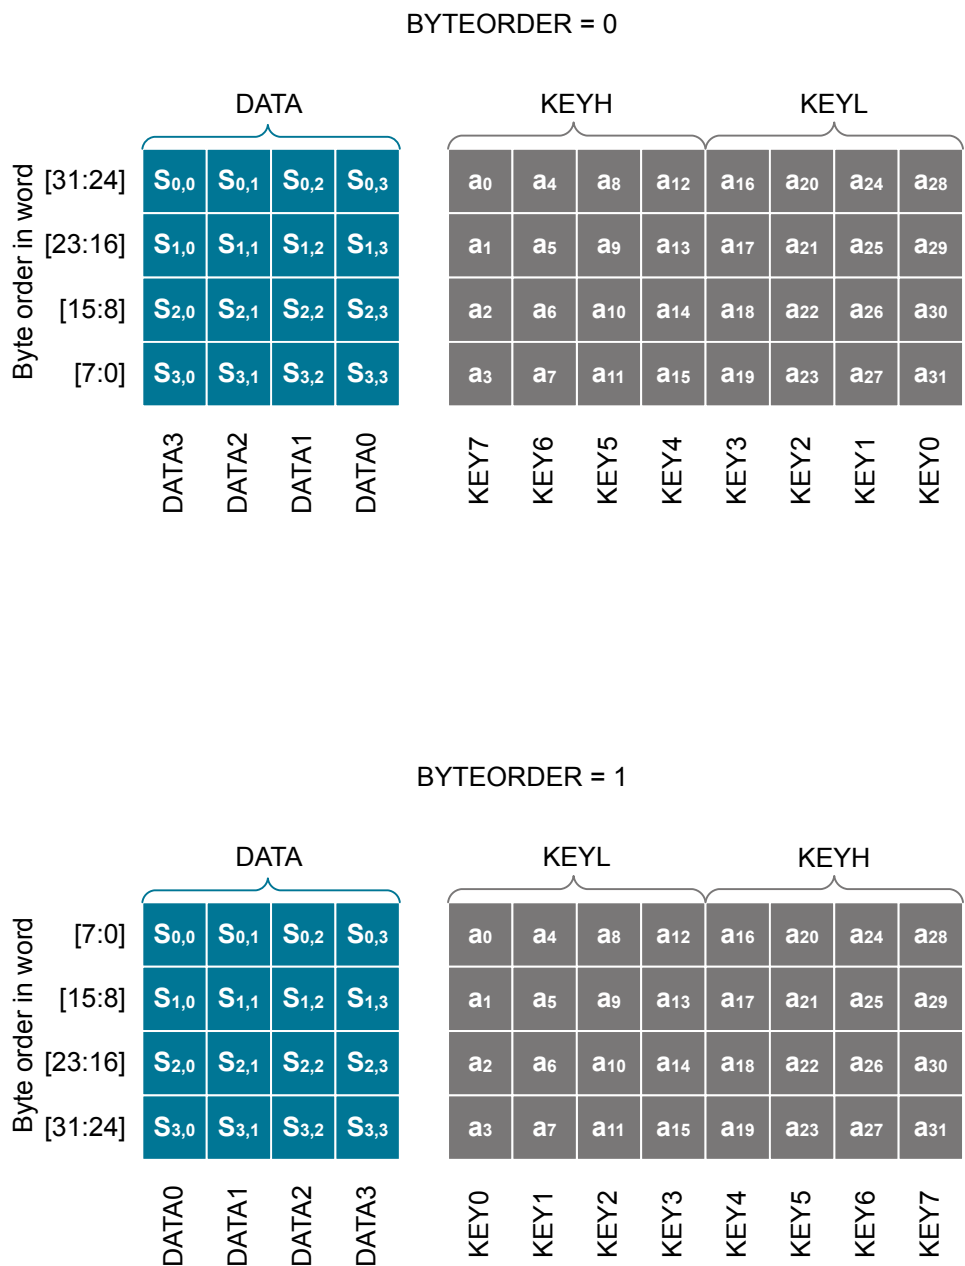 BYTEORDER = 0
DATA KEYH KEYL
Byte order in word
[31:24] S0,0 S0,1 S0,2 S0,3 a0 a4 a8 a12 a16 a20 a24 a28
[23:16] S1,0 S1,1 S1,2 S1,3 a1 a5 a9 a13 a17 a21 a25 a29
[15:8] S2,0 S2,1 S2,2 S2,3 a2 a6 a10 a14 a18 a22 a26 a30
[7:0] S3,0 S3,1 S3,2 S3,3 a3 a7 a11 a15 a19 a23 a27 a31
DATA3 DATA2 DATA1 DATA0 KEY7 KEY6 KEY5 KEY4 KEY3 KEY2 KEY1 KEY0
BYTEORDER = 1
DATA KEYL KEYH
Byte order in word
[7:0] S0,0 S0,1 S0,2 S0,3 a0 a4 a8 a12 a16 a20 a24 a28
[15:8] S1,0 S1,1 S1,2 S1,3 a1 a5 a9 a13 a17 a21 a25 a29
[23:16] S2,0 S2,1 S2,2 S2,3 a2 a6 a10 a14 a18 a22 a26 a30
[31:24] S3,0 S3,1 S3,2 S3,3 a3 a7 a11 a15 a19 a23 a27 a31
DATA0 DATA1 DATA2 DATA3 KEY0 KEY1 KEY2 KEY3 KEY4 KEY5 KEY6 KEY7